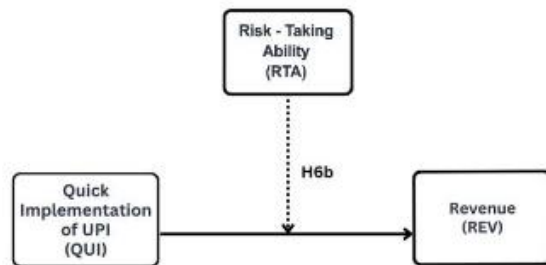 Risk - Taking
Ability
(RTA)
H6b
Quick
Implementation
of UPI
(QUI)
Revenue
(REV)